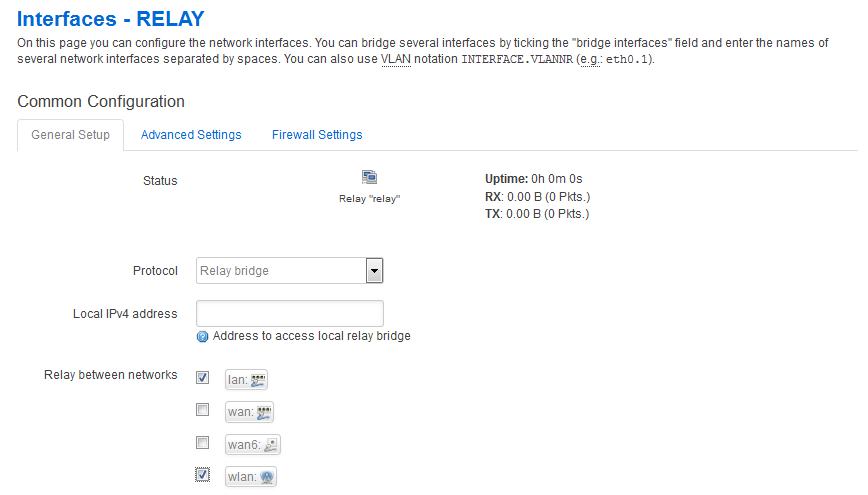 Interfaces - RELAY
On this page you can configure the network interfaces. You can bridge several interfaces by ticking the "bridge interfaces" field and enter the names of
several network interfaces separated by spaces. You can also use VLAN notation INTERFACE.VLANNR (e.g.: eth0.1).
Common Configuration
General Setup Advanced Settings Firewall Settings
Status
Relay "relay"
Uptime: 0h 0m 0s
RX: 0.00 B (0 Pkts.)
TX: 0.00 B (0 Pkts.)
Protocol Relay bridge
Local IPv4 address
Address to access local relay bridge
Relay between networks lan:
wan:
wan6:
wlan: